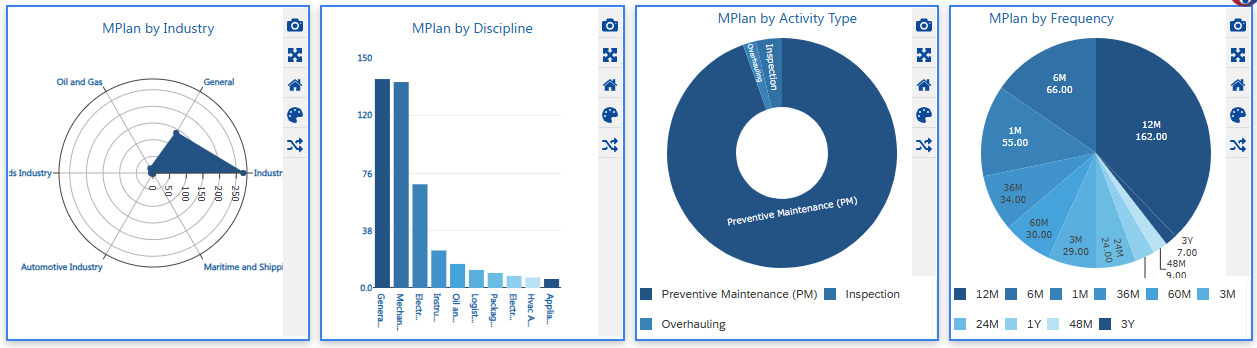 MPlan by Industry
Oil and Gas
General
ds Industry
Industr
Automotive Industry
Maritime and Shippi
0
50
100
150
200
250
MPlan by Discipline
150
120
76
38
0.0
Genera...
Mechan...
Electr...
Instru...
Oil an...
Logist...
Packag...
Electr...
Hvac A...
Applia...
MPlan by Activity Type
Overhauling
Inspection
Preventive Maintenance (PM)
Preventive Maintenance (PM)
Inspection
Overhauling
MPlan by Frequency
6M
66.00
12M
162.00
1M
55.00
36M
34.00
60M
30.00
3M
29.00
24M
24.00
3Y
7.00
48M
9.00
12M
6M
1M
36M
60M
3M
24M
1Y
48M
3Y